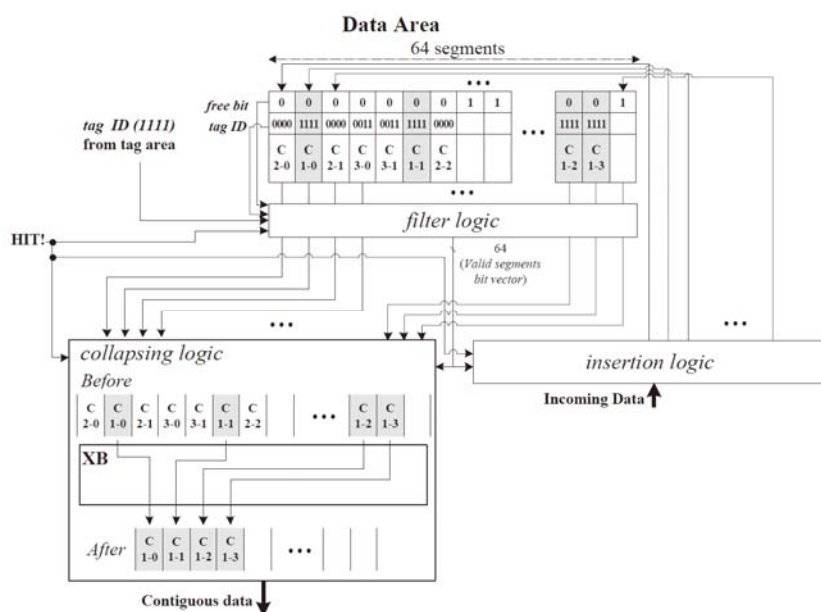 Data Area
64 segments
•••
free bit 0 0 0 0 0 0 0 1 1 0 0 1
tag ID 0000 1111 0000 0011 0011 1111 0000 ••• 1111 1111
tag ID (1111)
from tag area
C C C C C C C C C
2-0 1-0 2-1 3-0 3-1 1-1 2-2 1-2 1-3
•••
filter logic
HIT!
64
(Valid segments
bit vector)
•••
•••
collapsing logic
insertion logic
Before
Incoming Data
C C C C C C C C C
2-0 1-0 2-1 3-0 3-1 1-1 2-2 ••• 1-2 1-3
XB
After
C C C C
1-0 1-1 1-2 1-3 •••
Contiguous data